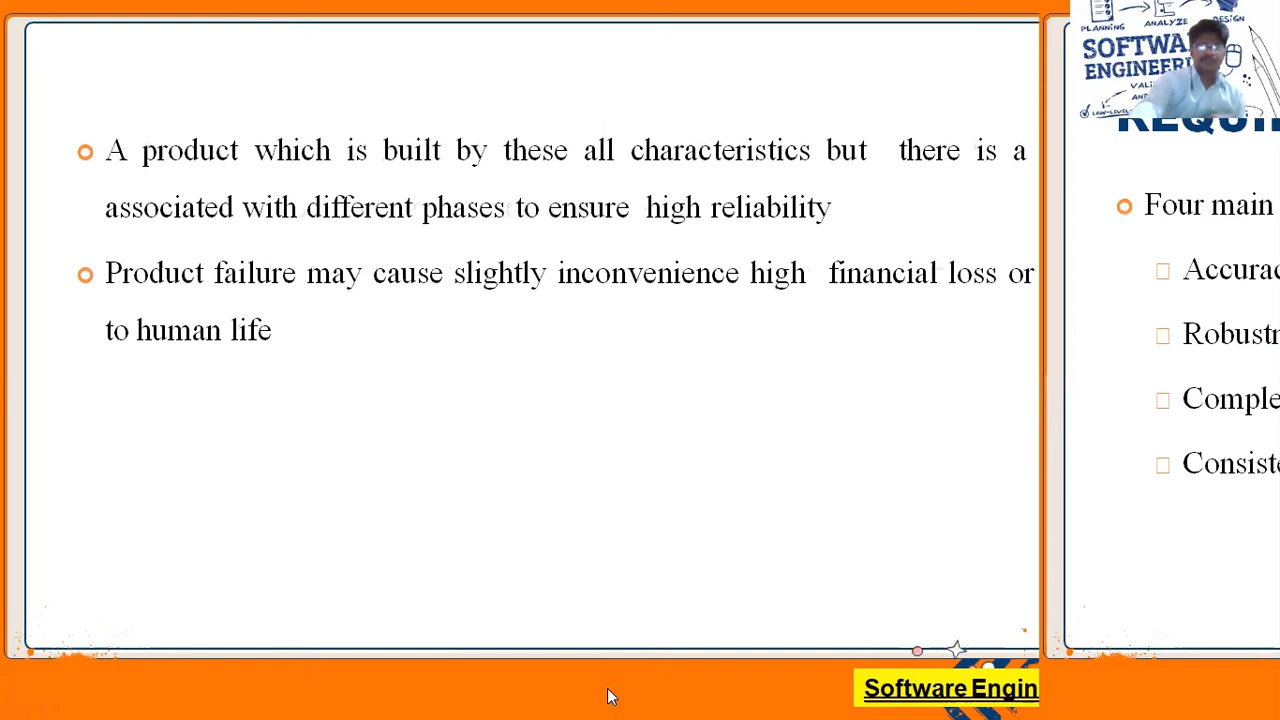 A product which is built by these all characteristics but there is a
associated with different phases to ensure high reliability
Product failure may cause slightly inconvenience high financial loss or
to human life
Software Engin
PLANNING
ANALYZE
DESIGN
SOFTWA
ENGINEERI
Four main
Accurac
Robustn
Comple
Consiste